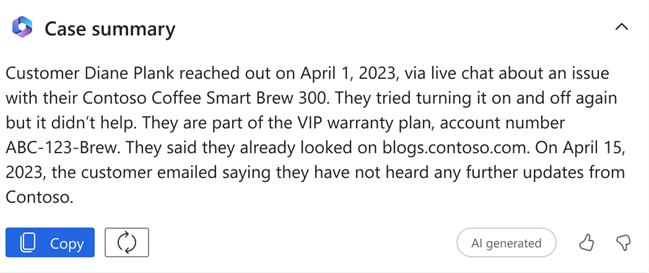 Case summary
Customer Diane Plank reached out on April 1, 2023, via live chat about an issue
with their Contoso Coffee Smart Brew 300. They tried turning it on and off again
but it didn’t help. They are part of the VIP warranty plan, account number
ABC-123-Brew. They said they already looked on blogs.contoso.com. On April 15,
2023, the customer emailed saying they have not heard any further updates from
Contoso.
Copy
AI generated